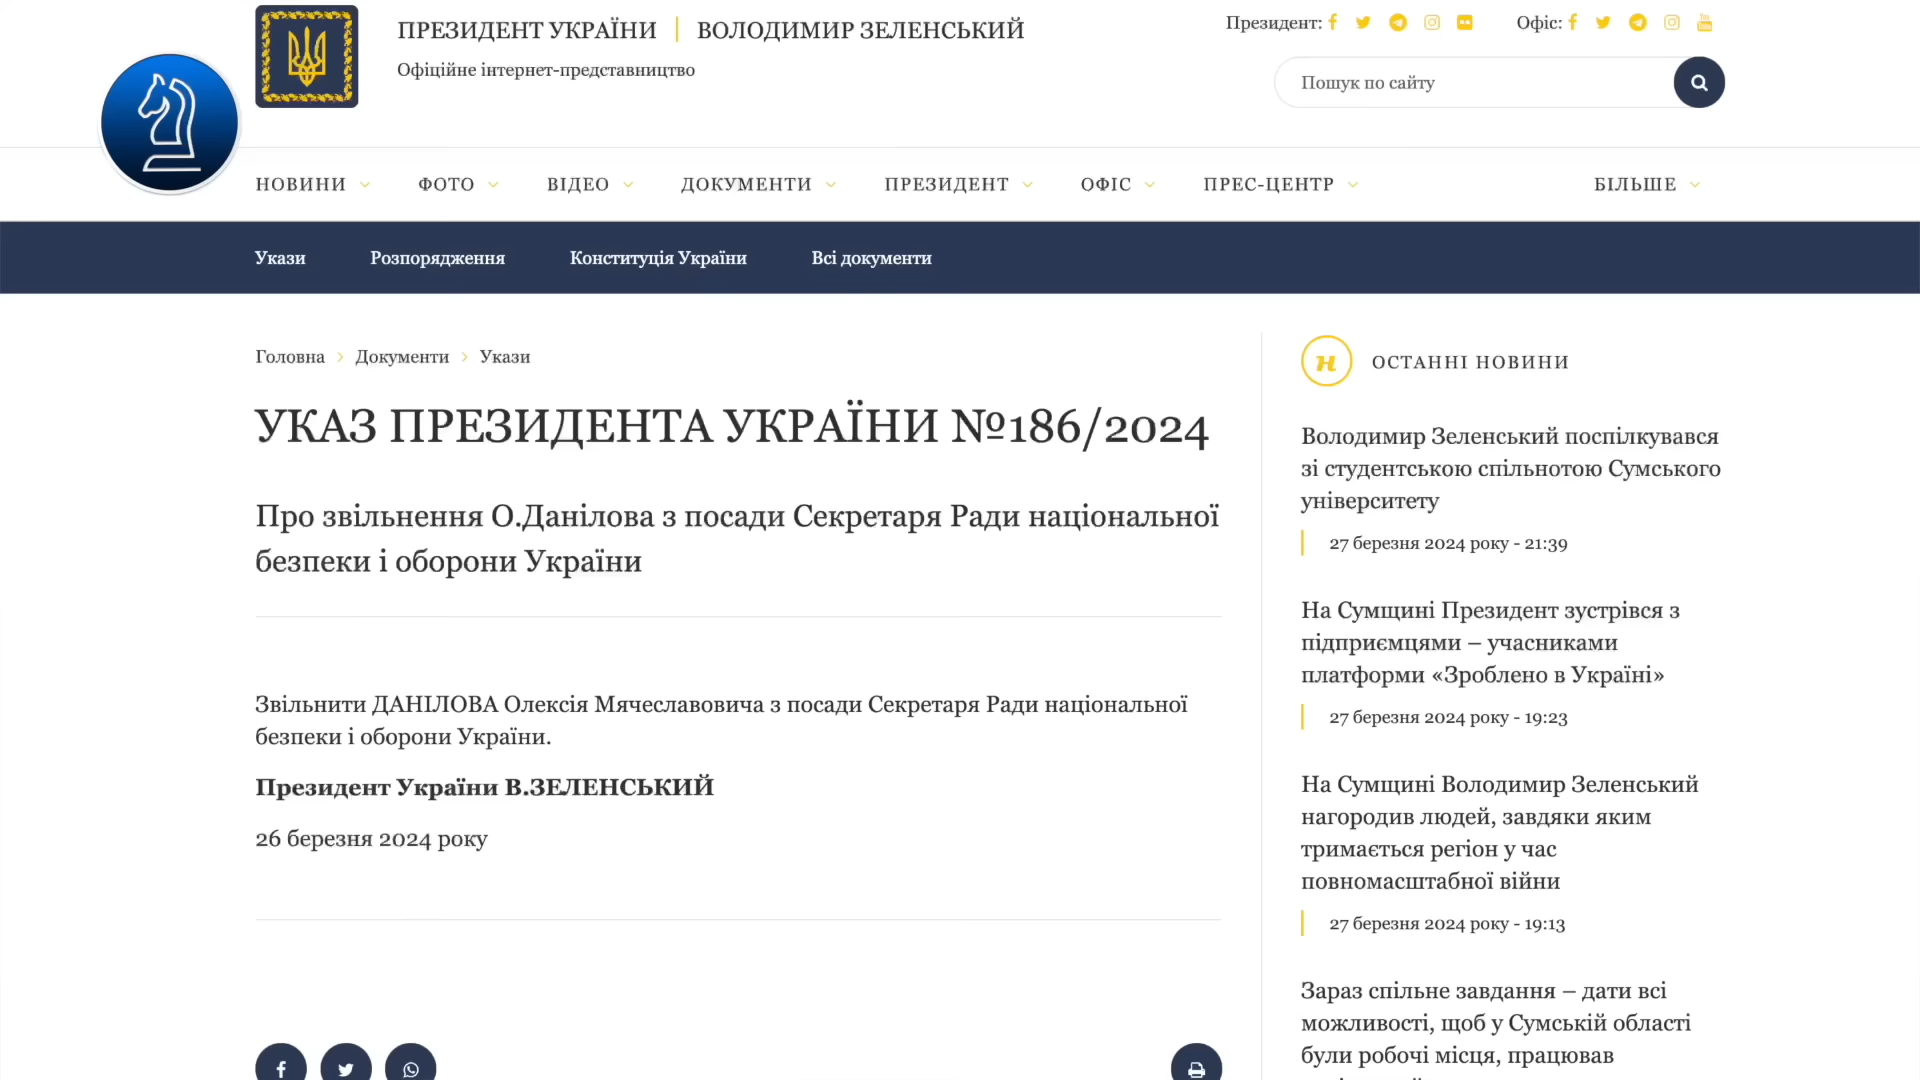 ПРЕЗИДЕНТ УКРАЇНИ | ВОЛОДИМИР ЗЕЛЕНСЬКИЙ
Офіційне інтернет-представництво
Президент:
Офіс:
Пошук по сайту
НОВИНИ ФОТО ВІДЕО ДОКУМЕНТИ ПРЕЗИДЕНТ ОФІС ПРЕС-ЦЕНТР БІЛЬШЕ
Укази Розпорядження Конституція України Всі документи
Головна > Документи > Укази
УКАЗ ПРЕЗИДЕНТА УКРАЇНИ №186/2024
Про звільнення О.Данілова з посади Секретаря Ради національної
безпеки і оборони України
Звільнити ДАНІЛОВА Олексія Мячеславовича з посади Секретаря Ради національної
безпеки і оборони України.
Президент України В.ЗЕЛЕНСЬКИЙ
26 березня 2024 року
н ОСТАННІ НОВИНИ
Володимир Зеленський поспілкувався
зі студентською спільнотою Сумського
університету
27 березня 2024 року - 21:39
На Сумщині Президент зустрівся з
підприємцями – учасниками
платформи «Зроблено в Україні»
27 березня 2024 року - 19:23
На Сумщині Володимир Зеленський
нагородив людей, завдяки яким
тримається регіон у час
повномасштабної війни
27 березня 2024 року - 19:13
Зараз спільне завдання – дати всі
можливості, щоб у Сумській області
були робочі місця, працював